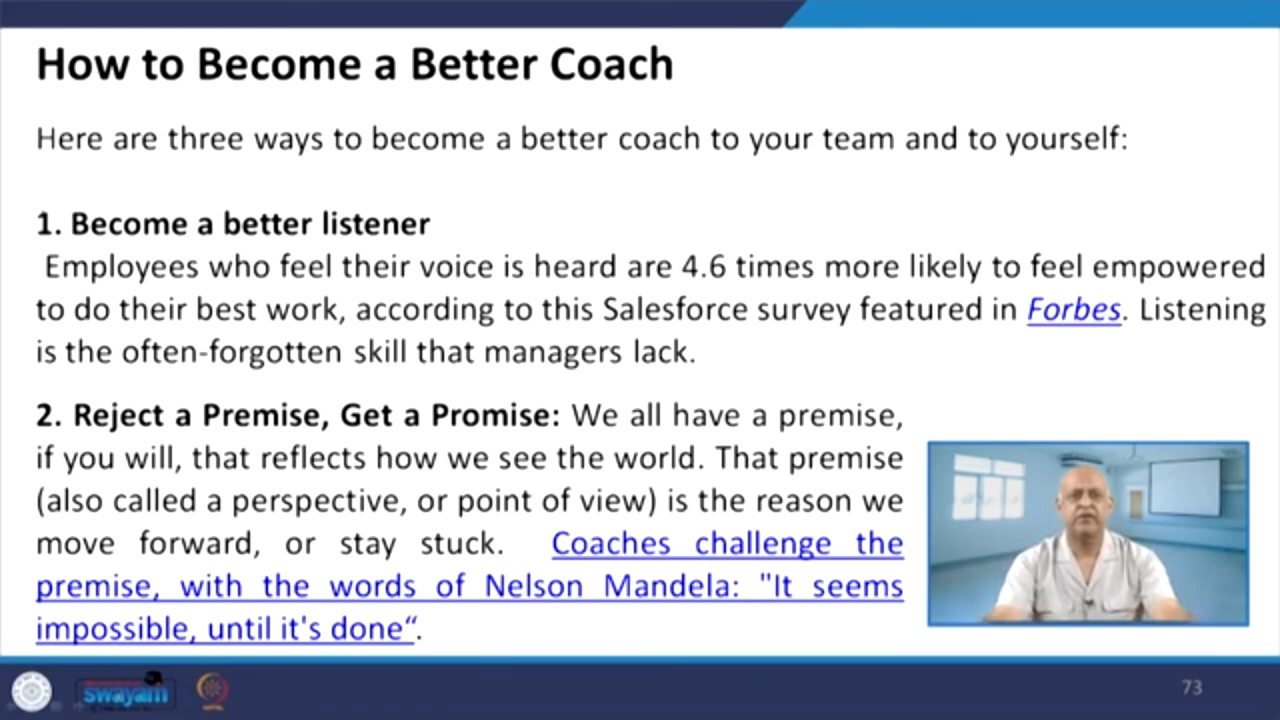 How to Become a Better Coach
Here are three ways to become a better coach to your team and to yourself:
1. Become a better listener
Employees who feel their voice is heard are 4.6 times more likely to feel empowered
to do their best work, according to this Salesforce survey featured in Forbes. Listening
is the often-forgotten skill that managers lack.
2. Reject a Premise, Get a Promise: We all have a premise,
if you will, that reflects how we see the world. That premise
(also called a perspective, or point of view) is the reason we
move forward, or stay stuck. Coaches challenge the
premise, with the words of Nelson Mandela: "It seems
impossible, until it's done“.
swayam
73